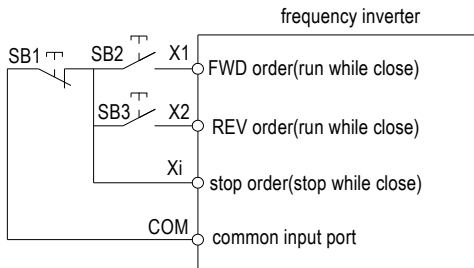 frequency inverter
SB1 SB2 X1
FWD order(run while close)
SB3 X2
REV order(run while close)
Xi
stop order(stop while close)
COM
common input port